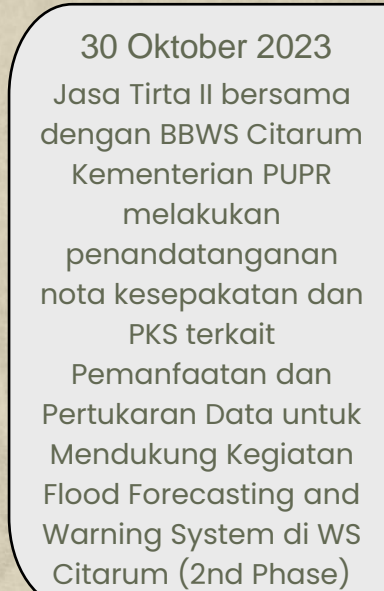 30 Oktober 2023
Jasa Tirta II bersama
dengan BBWS Citarum
Kementerian PUPR
melakukan
penandatanganan
nota kesepakatan dan
PKS terkait
Pemanfaatan dan
Pertukaran Data untuk
Mendukung Kegiatan
Flood Forecasting and
Warning System di WS
Citarum (2nd Phase)